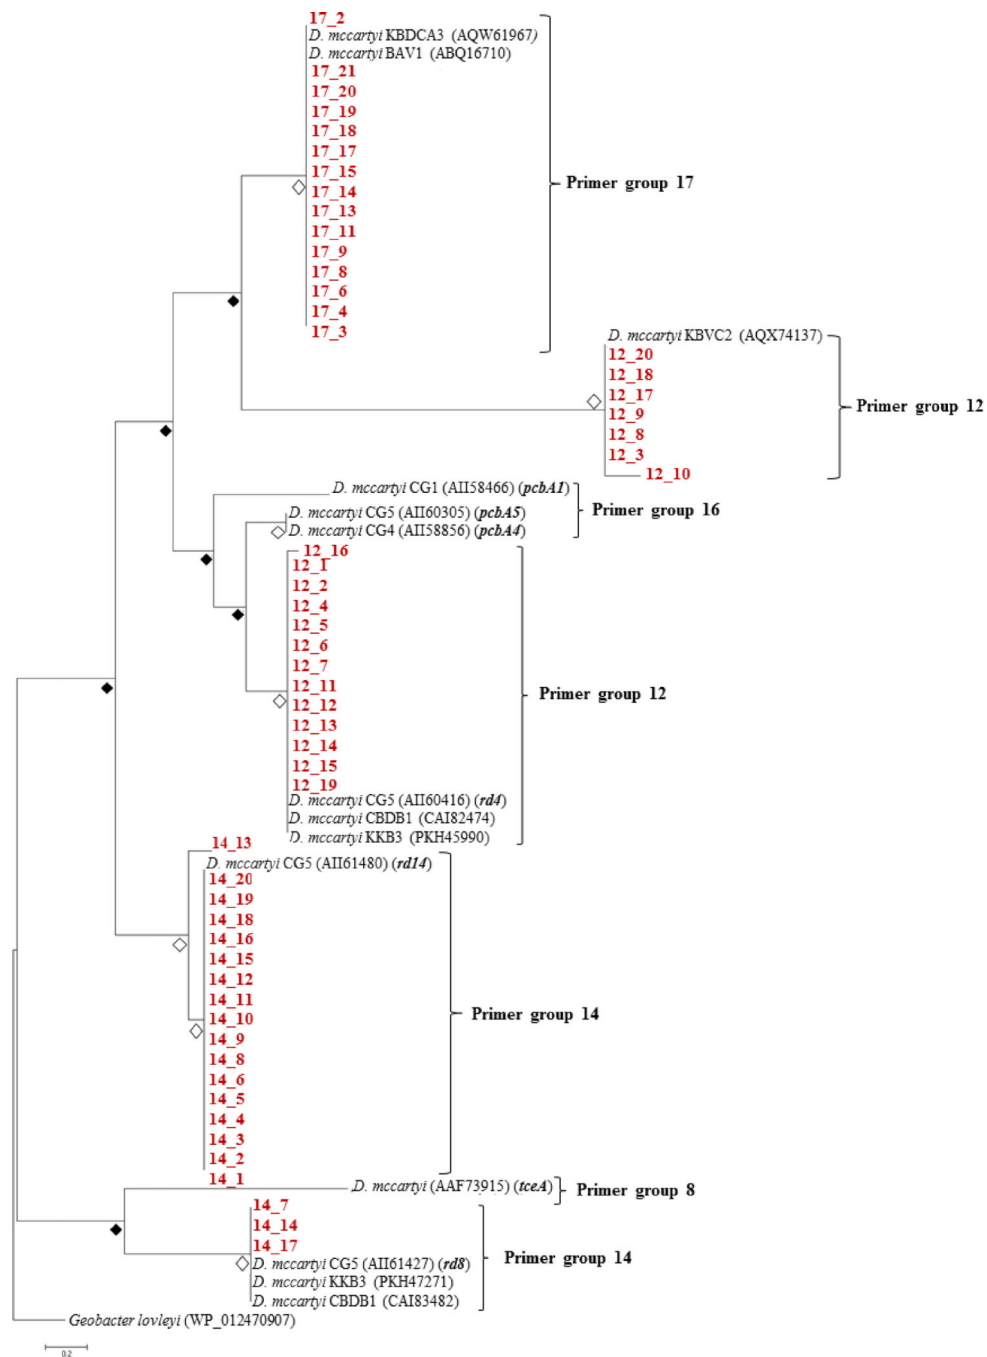 17_2
D. mccartyi KBDCA3 (AQW61967)
D. mccartyi BAV1 (ABQ16710)
17_21
17_20
17_19
17_18
17_17
17_15
17_14
Primer group 17
17_13
17_11
17_9
17_8
17_6
17_4
17_3
D. mccartyi KBVC2 (AQX74137)
12_20
12_18
12_17
12_9
Primer group 12
12_8
12_3
12_10
D. mccartyi CG1 (AII58466) (pcbA1)
D. mccartyi CG5 (AII60305) (pcbA5)
Primer group 16
D. mccartyi CG4 (AII58856) (pcbA4)
12_16
12_1
12_2
12_4
12_5
12_6
12_7
12_11
Primer group 12
12_12
12_13
12_14
12_15
12_19
D. mccartyi CG5 (AII60416) (rd4)
D. mccartyi CBDB1 (CAI82474)
D. mccartyi KKB3 (PKH45990)
14_13
D. mccartyi CG5 (AII61480) (rd14)
14_20
14_19
14_18
14_16
14_15
14_12
14_11
14_10
Primer group 14
14_9
14_8
14_6
14_5
14_4
14_3
14_2
14_1
D. mccartyi (AAF73915) (tceA)
Primer group 8
14_7
14_14
14_17
Primer group 14
D. mccartyi CG5 (AII61427) (rd8)
D. mccartyi KKB3 (PKH47271)
D. mccartyi CBDB1 (CAI83482)
Geobacter lovleyi (WP_012470907)
0.2